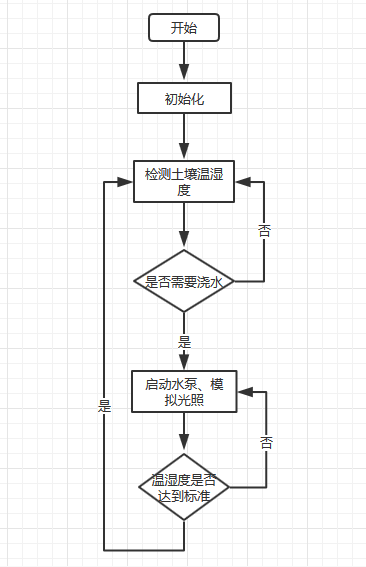 开始
初始化
检测土壤温湿
度
否
是否需要浇水
是
启动水泵、模
拟光照
是
否
温湿度是否
达到标准